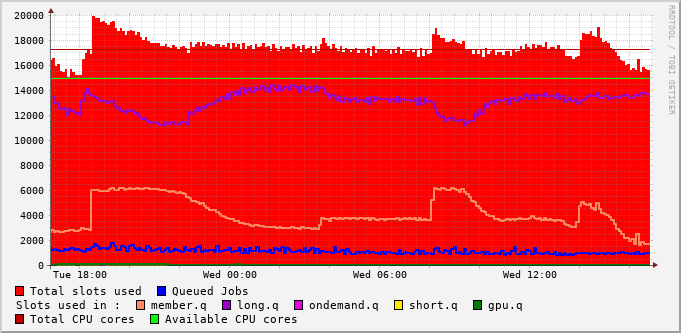 20000
18000
16000
14000
12000
10000
8000
6000
4000
2000
0
Tue 18:00 Wed 00:00 Wed 06:00 Wed 12:00
RRDTOOL / TOBI OETIKER
Total slots used Queued Jobs
Slots used in : member.q long.q ondemand.q short.q gpu.q
Total CPU cores Available CPU cores